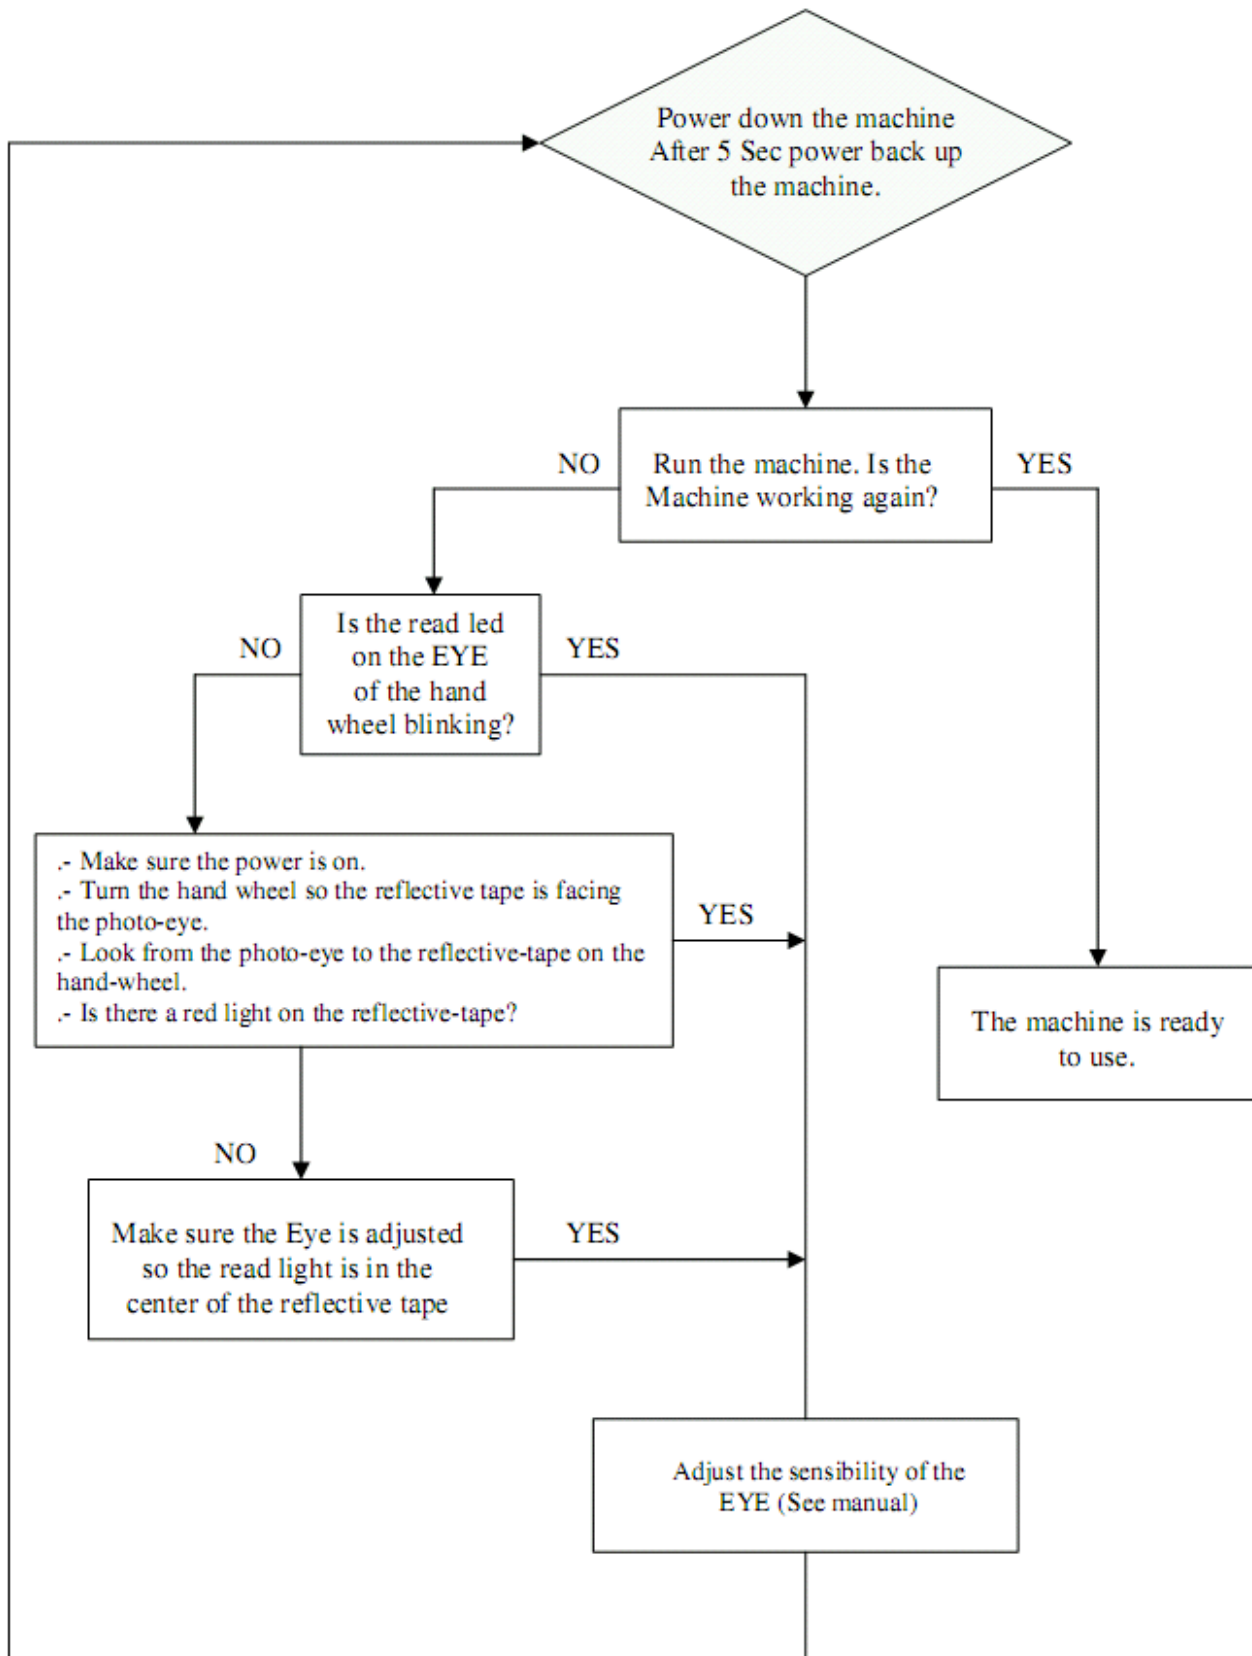 Power down the machine
After 5 Sec power back up
the machine.
NO
Run the machine. Is the
Machine working again?
YES
NO
Is the read led
on the EYE
of the hand
wheel blinking?
YES
.- Make sure the power is on.
.- Turn the hand wheel so the reflective tape is facing
the photo-eye.
.- Look from the photo-eye to the reflective-tape on the
hand-wheel.
.- Is there a red light on the reflective-tape?
YES
The machine is ready
to use.
NO
Make sure the Eye is adjusted
so the read light is in the
center of the reflective tape
YES
Adjust the sensibility of the
EYE (See manual)